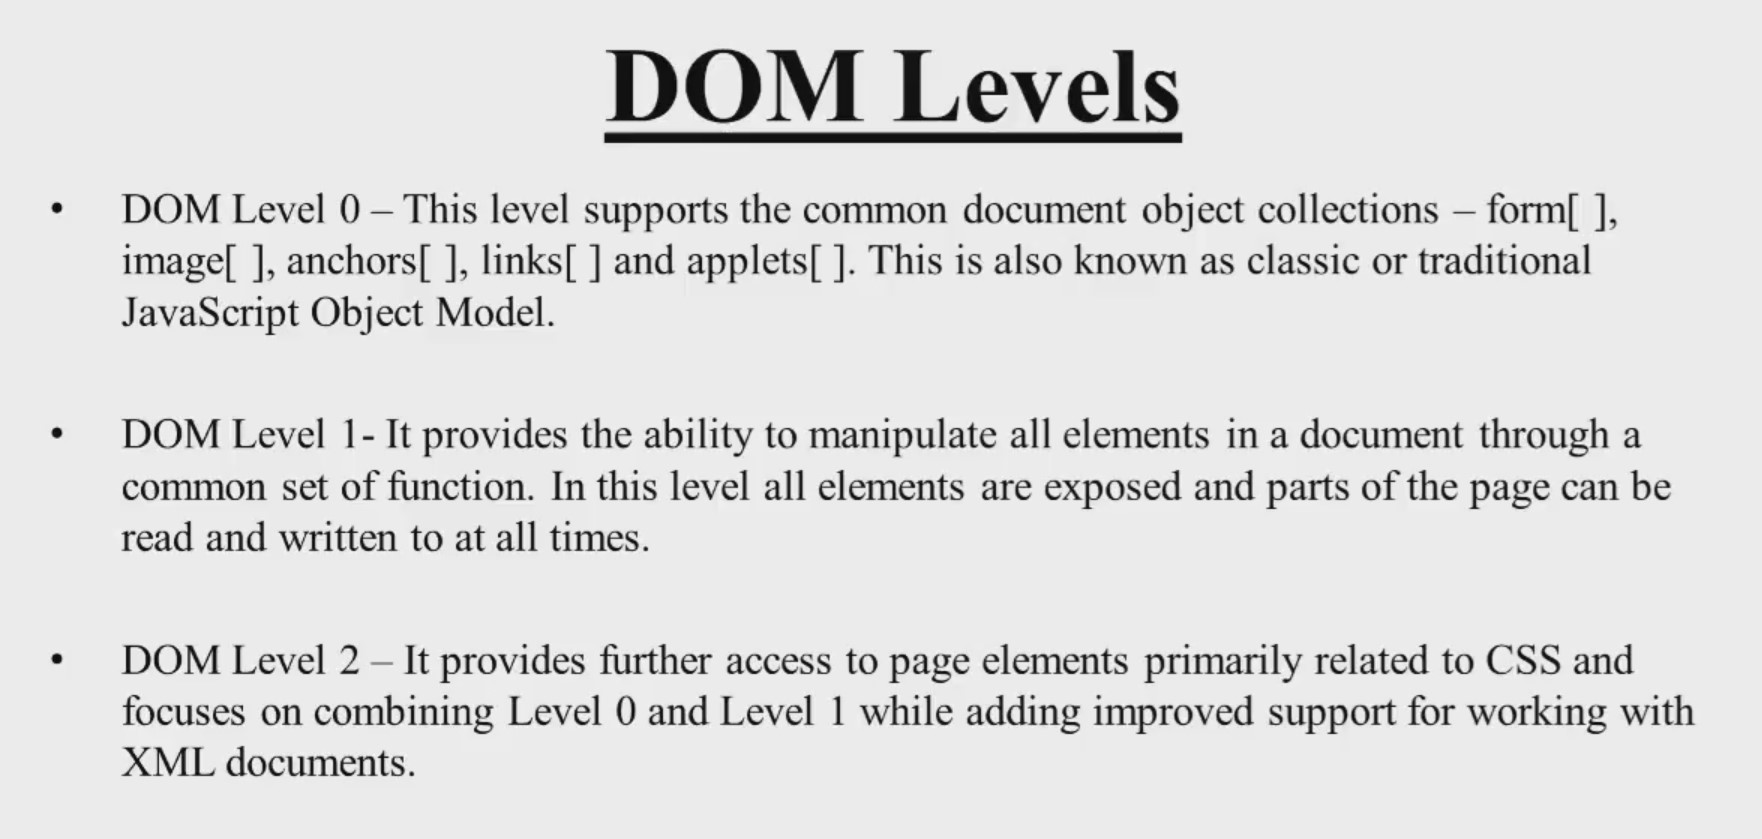 DOM Levels
• DOM Level 0 – This level supports the common document object collections – form[ ],
image[ ], anchors[ ], links[ ] and applets[ ]. This is also known as classic or traditional
JavaScript Object Model.
• DOM Level 1- It provides the ability to manipulate all elements in a document through a
common set of function. In this level all elements are exposed and parts of the page can be
read and written to at all times.
• DOM Level 2 – It provides further access to page elements primarily related to CSS and
focuses on combining Level 0 and Level 1 while adding improved support for working with
XML documents.